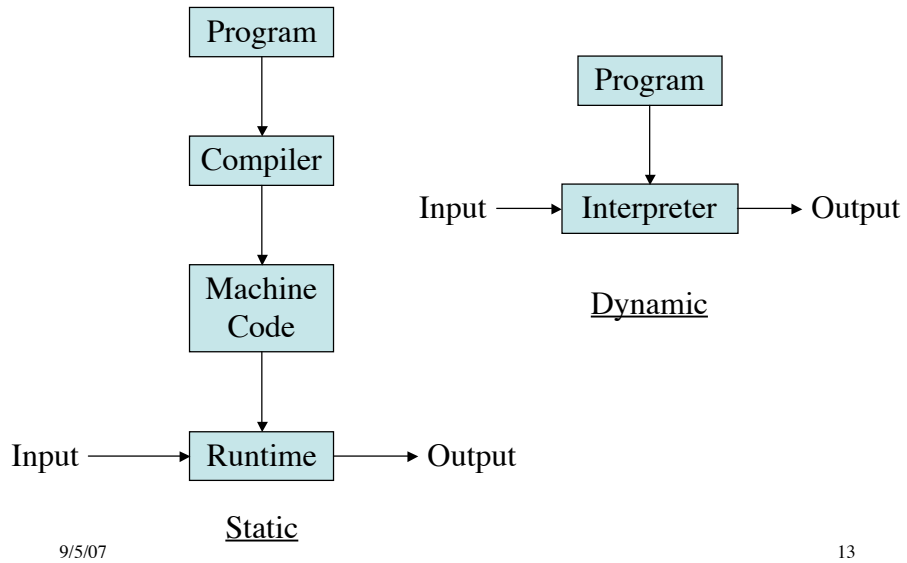 Program
Compiler
Machine
Code
Input
Runtime
Output
Static
Program
Input
Interpreter
Output
Dynamic
9/5/07
13